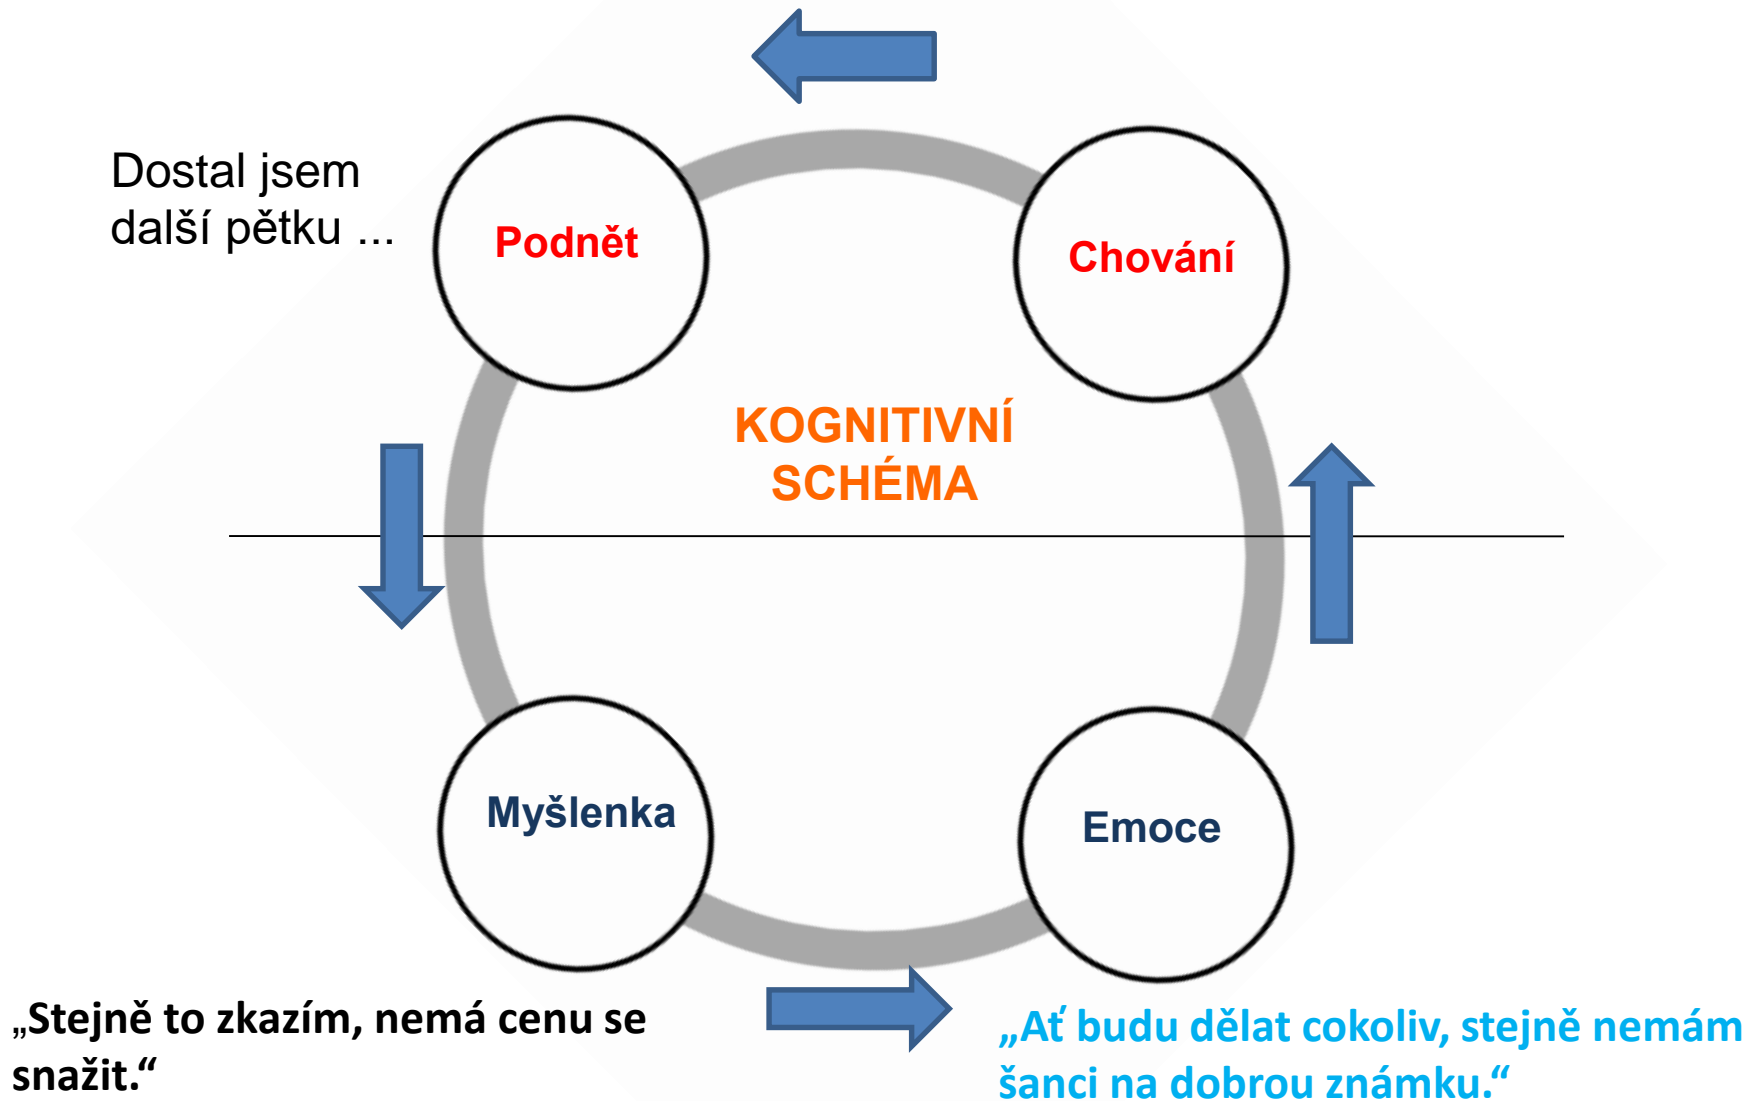 Dostal jsem
další pětku ...
Podnět
Chování
KOGNITIVNÍ
SCHÉMA
Myšlenka
Emoce
„Stejně to zkazím, nemá cenu se
snažit.“
„Ať budu dělat cokoliv, stejně nemám
šanci na dobrou známku.“